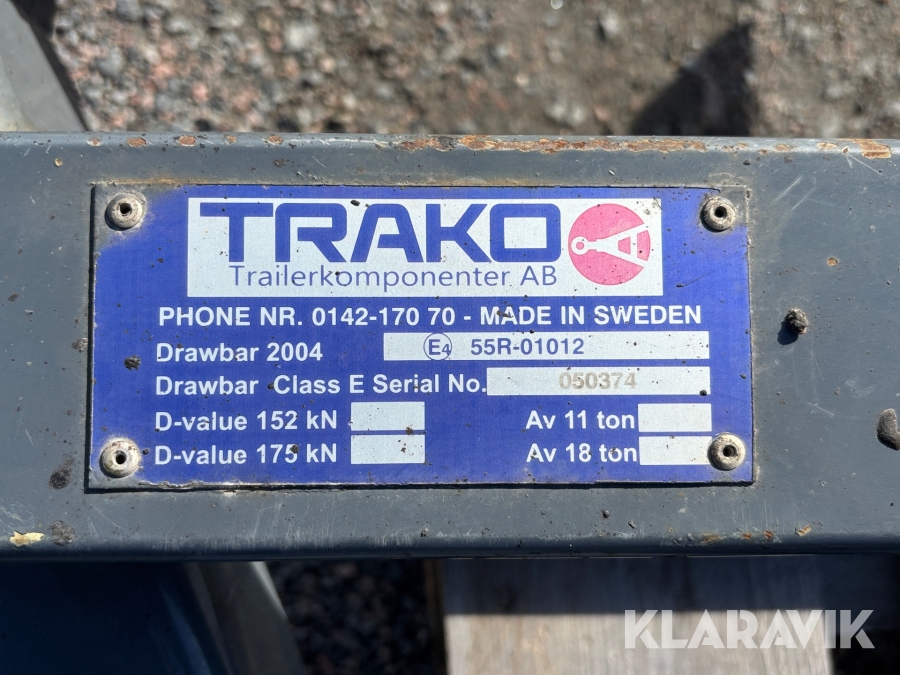 TRAKO
Trailerkomponenter AB
PHONE NR. 0142-170 70 - MADE IN SWEDEN
Drawbar 2004 E4 55R-01012
Drawbar Class E Serial No. 050374
D-value 152 kN Av 11 ton
D-value 175 kN Av 18 ton
KLARAVIK